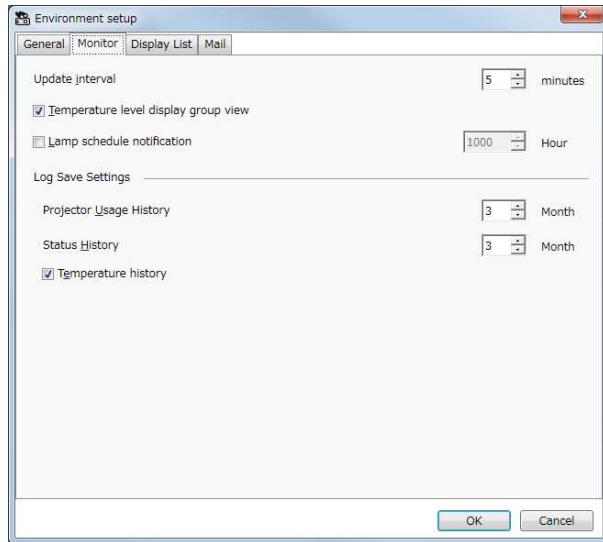 Environment setup
General Monitor Display List Mail
Update interval 5 minutes
Temperature level display group view
Lamp schedule notification 1000 Hour
Log Save Settings
Projector Usage History 3 Month
Status History 3 Month
Temperature history
OK Cancel